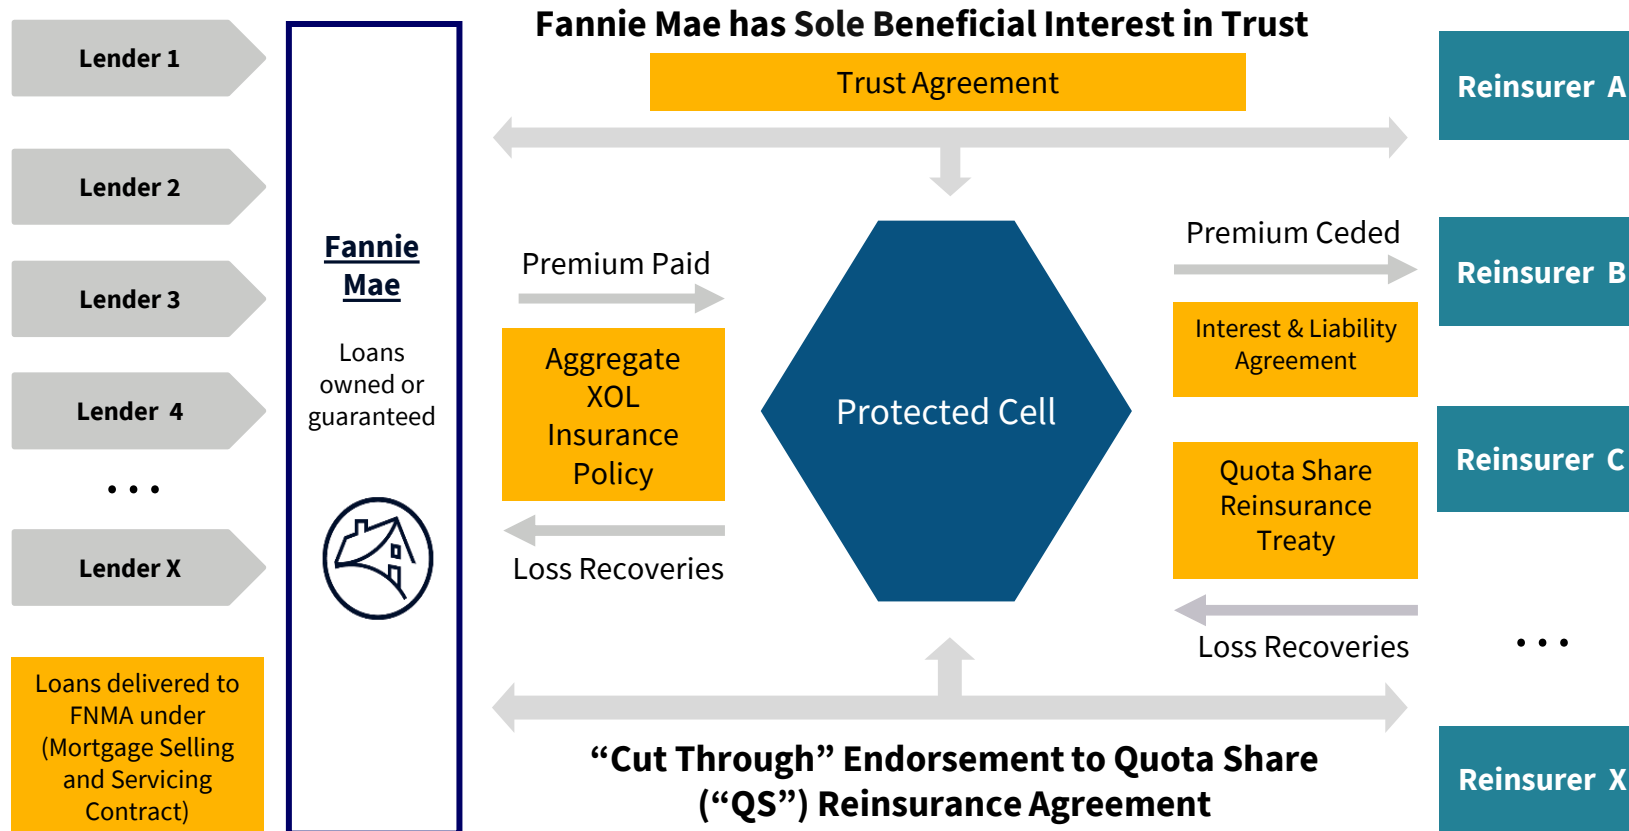 Lender 1
Lender 2
Lender 3
Lender 4
...
Lender X
Loans delivered to
FNMA under
(Mortgage Selling
and Servicing
Contract)
Fannie
Mae
Loans
owned or
guaranteed
Fannie Mae has Sole Beneficial Interest in Trust
Trust Agreement
Premium Paid
Aggregate
XOL
Insurance
Policy
Loss Recoveries
Protected Cell
Premium Ceded
Interest & Liability
Agreement
Quota Share
Reinsurance
Treaty
Loss Recoveries
“Cut Through” Endorsement to Quota Share
(“QS”) Reinsurance Agreement
Reinsurer A
Reinsurer B
Reinsurer C
...
Reinsurer X